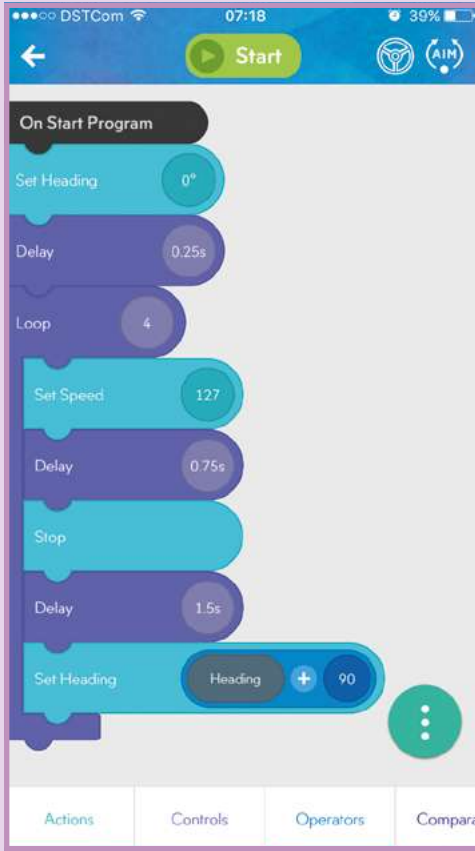 DSTCom 07:18 39%
Start AIM
On Start Program
Set Heading 0°
Delay 0.25s
Loop 4
Set Speed 127
Delay 0.75s
Stop
Delay 1.5s
Set Heading Heading + 90
Actions Controls Operators Compara